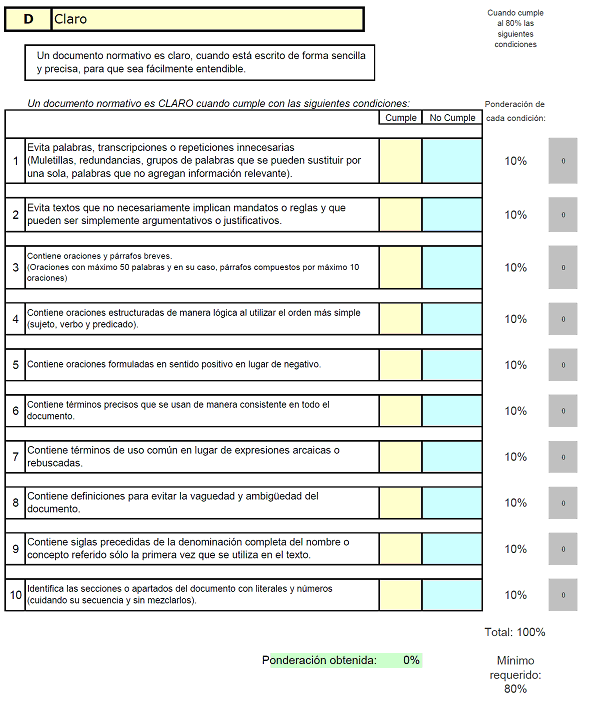 D Claro
Cuando cumple
al 80% las
siguientes
condiciones
Un documento normativo es claro, cuando está escrito de forma sencilla
y precisa, para que sea fácilmente entendible.
Un documento normativo es CLARO cuando cumple con las siguientes condiciones:
Ponderación de
cada condición:
Cumple No Cumple
1 Evita palabras, transcripciones o repeticiones innecesarias
(Muletillas, redundancias, grupos de palabras que se pueden sustituir por
una sola, palabras que no agregan información relevante).
10% 0
2 Evita textos que no necesariamente implican mandatos o reglas y que
pueden ser simplemente argumentativos o justificativos.
10% 0
3 Contiene oraciones y párrafos breves.
(Oraciones con máximo 50 palabras y en su caso, párrafos compuestos por máximo 10
oraciones)
10% 0
4 Contiene oraciones estructuradas de manera lógica al utilizar el orden más simple
(sujeto, verbo y predicado).
10% 0
5 Contiene oraciones formuladas en sentido positivo en lugar de negativo.
10% 0
6 Contiene términos precisos que se usan de manera consistente en todo el
documento.
10% 0
7 Contiene términos de uso común en lugar de expresiones arcaicas o
rebuscadas.
10% 0
8 Contiene definiciones para evitar la vaguedad y ambigüedad del
documento.
10% 0
9 Contiene siglas precedidas de la denominación completa del nombre o
concepto referido sólo la primera vez que se utiliza en el texto.
10% 0
10 Identifica las secciones o apartados del documento con literales y números
(cuidando su secuencia y sin mezclarlos).
10% 0
Total: 100%
Ponderación obtenida: 0%
Mínimo
requerido:
80%